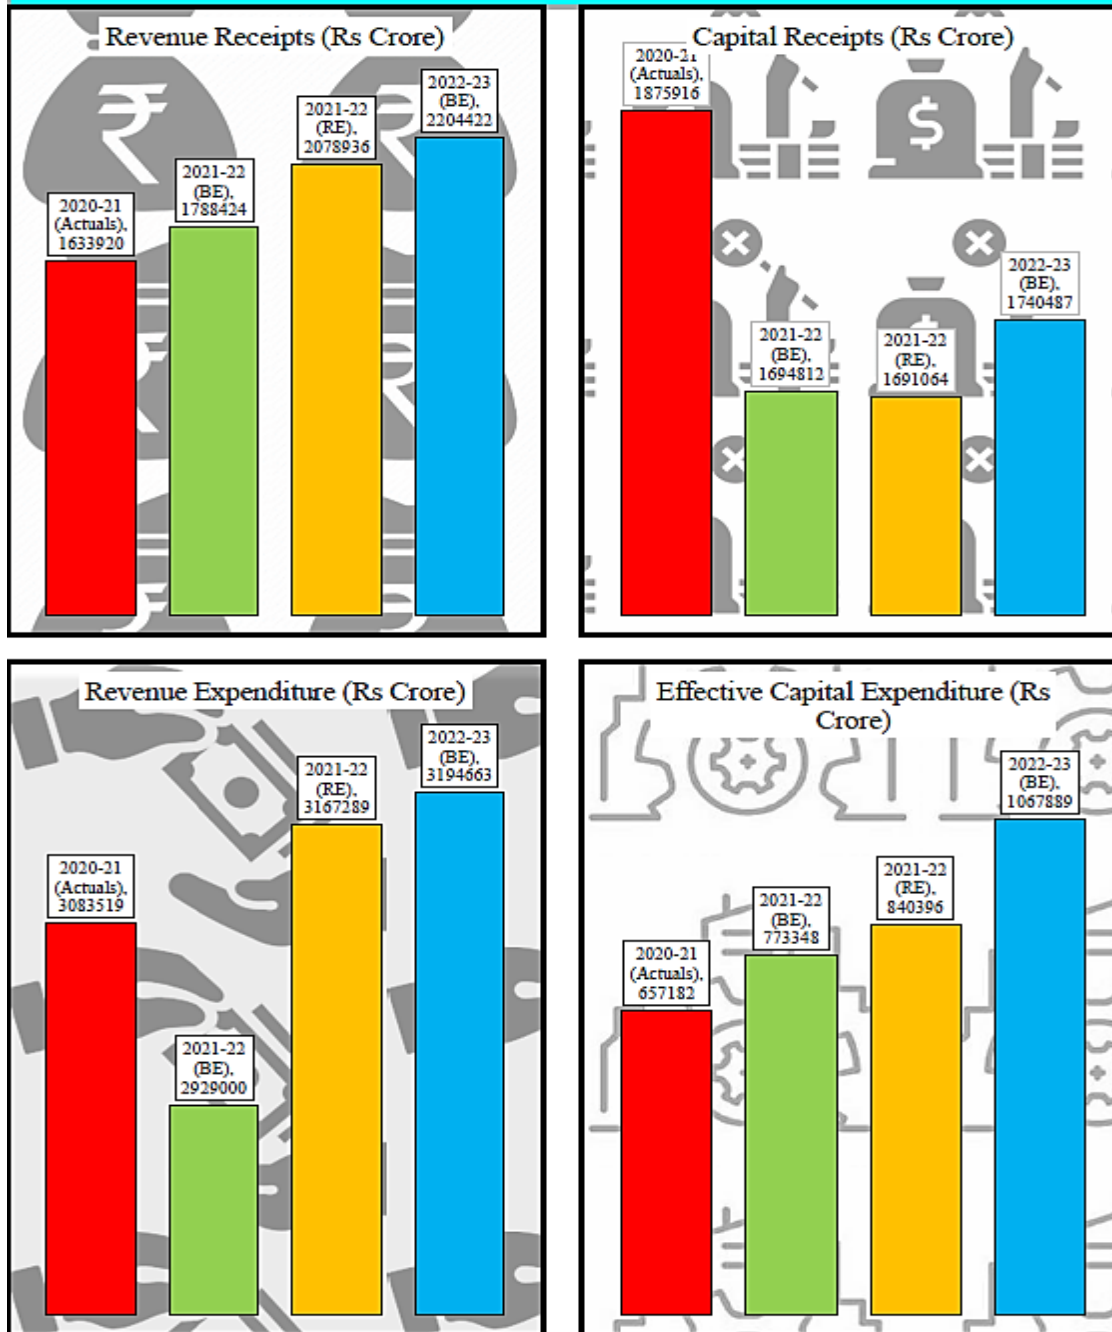 Revenue Receipts (Rs Crore)
2020-21
(Actuals),
1633920
2021-22
(BE),
1788424
2021-22
(RE),
2078936
2022-23
(BE),
2204422
Capital Receipts (Rs Crore)
2020-21
(Actuals),
1875916
2021-22
(BE),
1694812
2021-22
(RE),
1691064
2022-23
(BE),
1740487
Revenue Expenditure (Rs Crore)
2020-21
(Actuals),
3083519
2021-22
(BE),
2929000
2021-22
(RE),
3167289
2022-23
(BE),
3194663
Effective Capital Expenditure (Rs
Crore)
2020-21
(Actuals),
657182
2021-22
(BE),
773348
2021-22
(RE),
840396
2022-23
(BE),
1067889